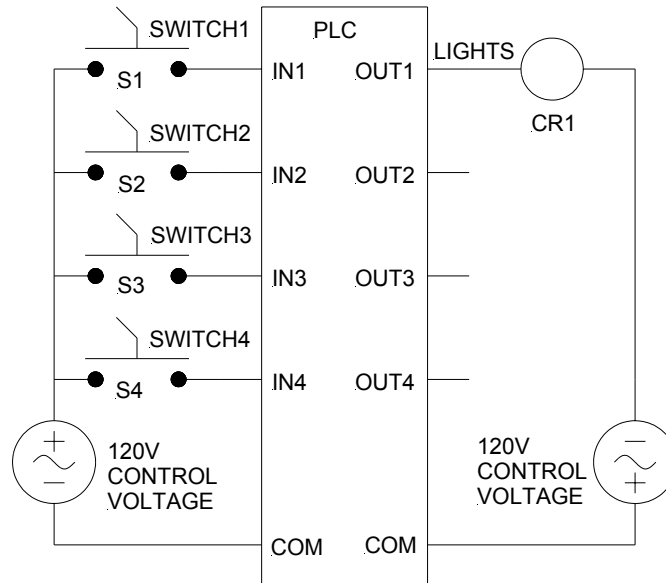 SWITCH1
PLC
S1
IN1
OUT1
LIGHTS
CR1
SWITCH2
S2
IN2
OUT2
SWITCH3
S3
IN3
OUT3
SWITCH4
S4
IN4
OUT4
120V
CONTROL
VOLTAGE
120V
CONTROL
VOLTAGE
COM
COM